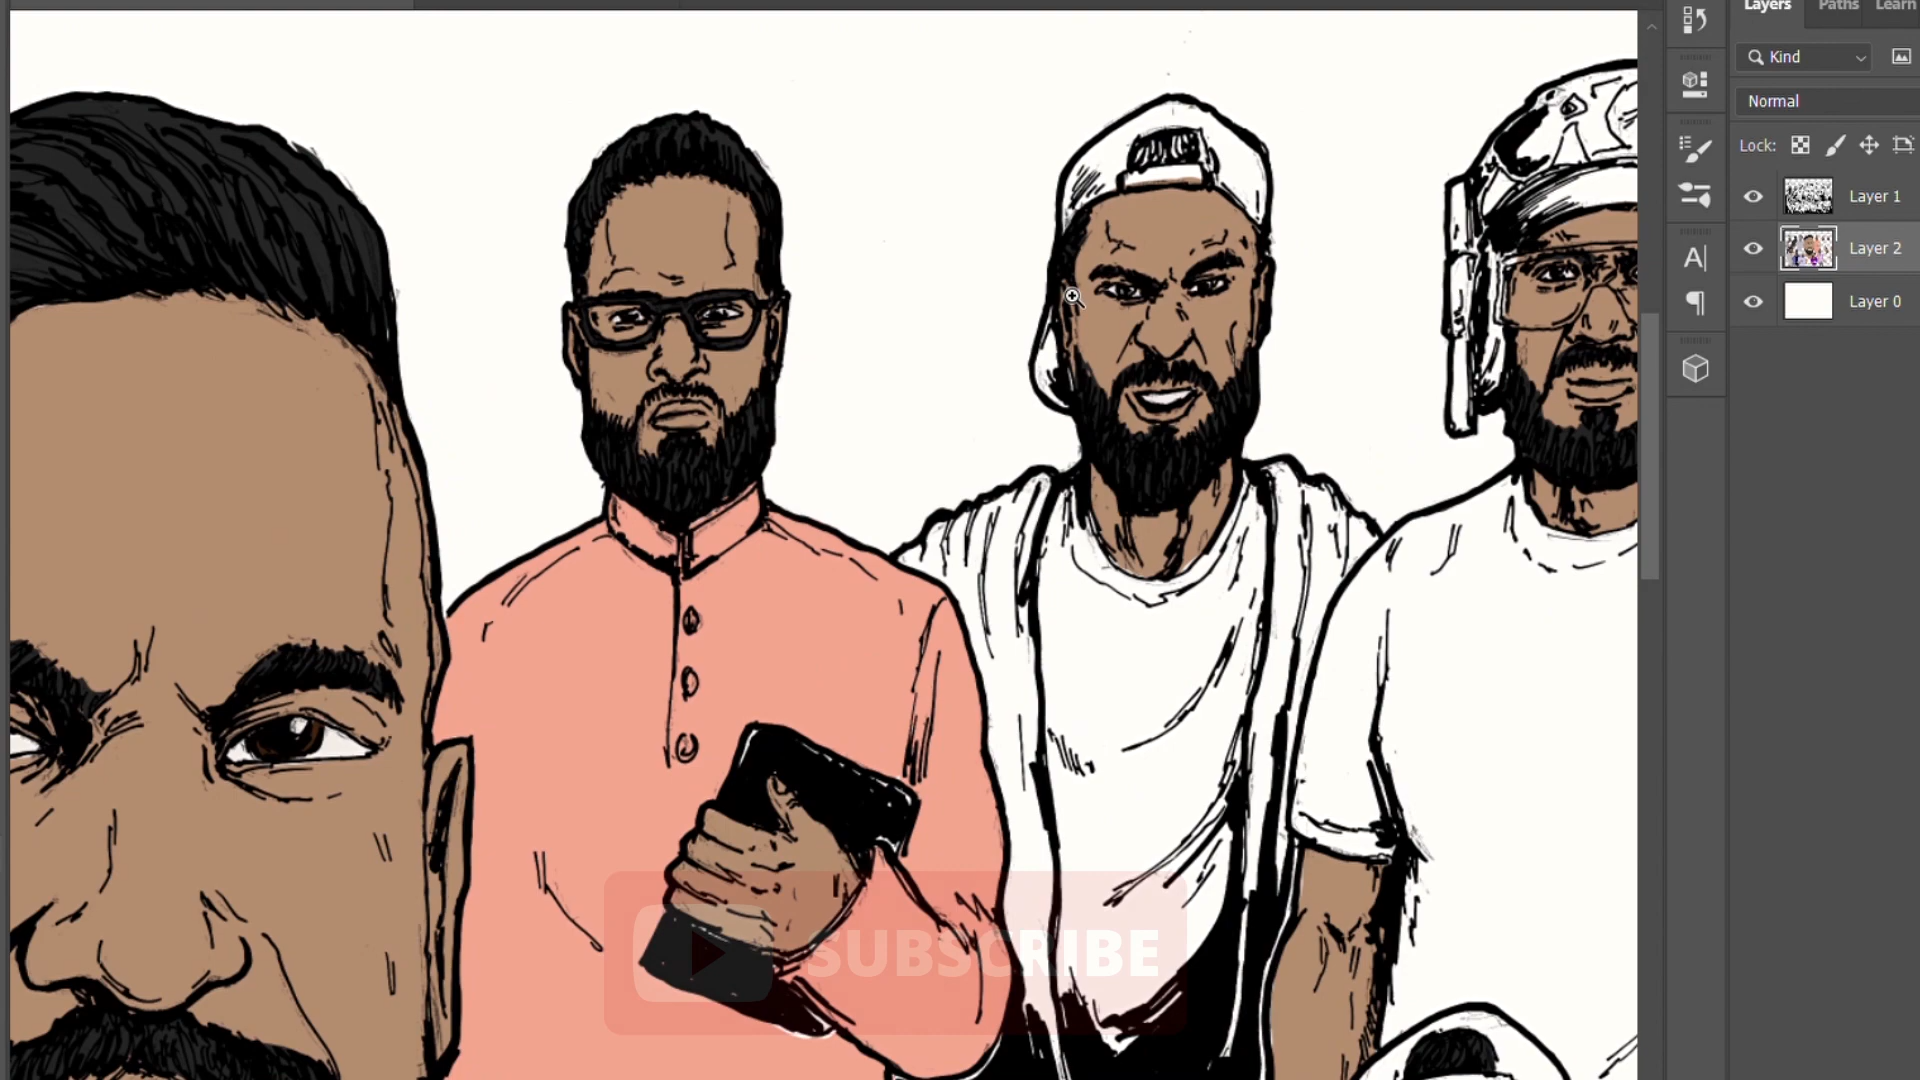 Layers Paths Learn
Kind
Normal
Lock:
Layer 1
Layer 2
Layer 0
SUBSCRIBE